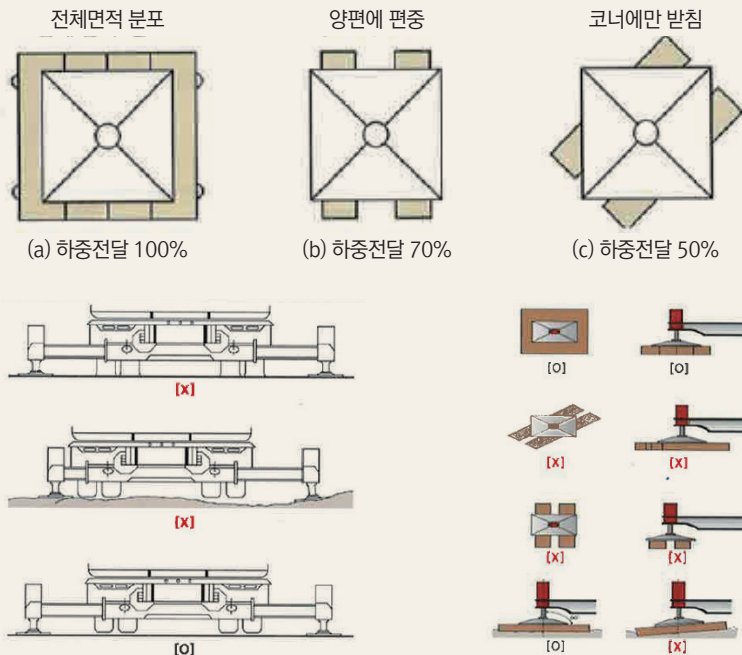 전체면적 분포
양편에 편중
코너에만 받침
(a) 하중전달 100%
(b) 하중전달 70%
(c) 하중전달 50%
[X]
[X]
[O]
[O]
[O]
[X]
[X]
[X]
[X]
[O]
[X]